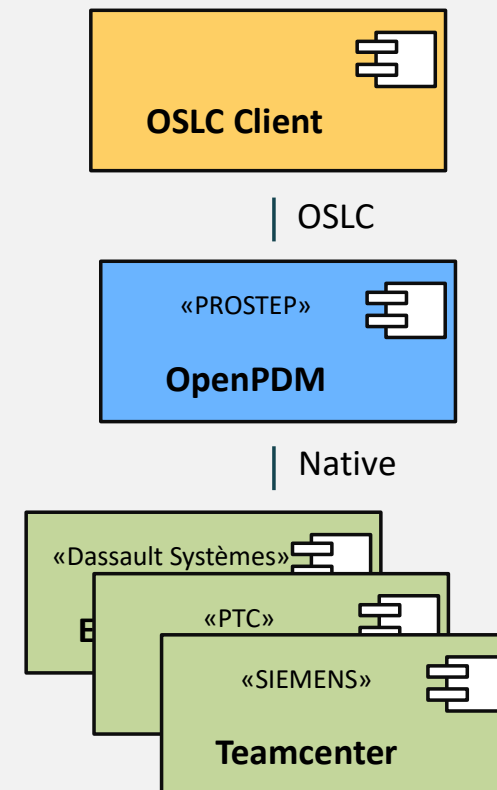 OSLC Client
OSLC
«PROSTEP»
OpenPDM
Native
«Dassault Systèmes»
«PTC»
«SIEMENS»
Teamcenter